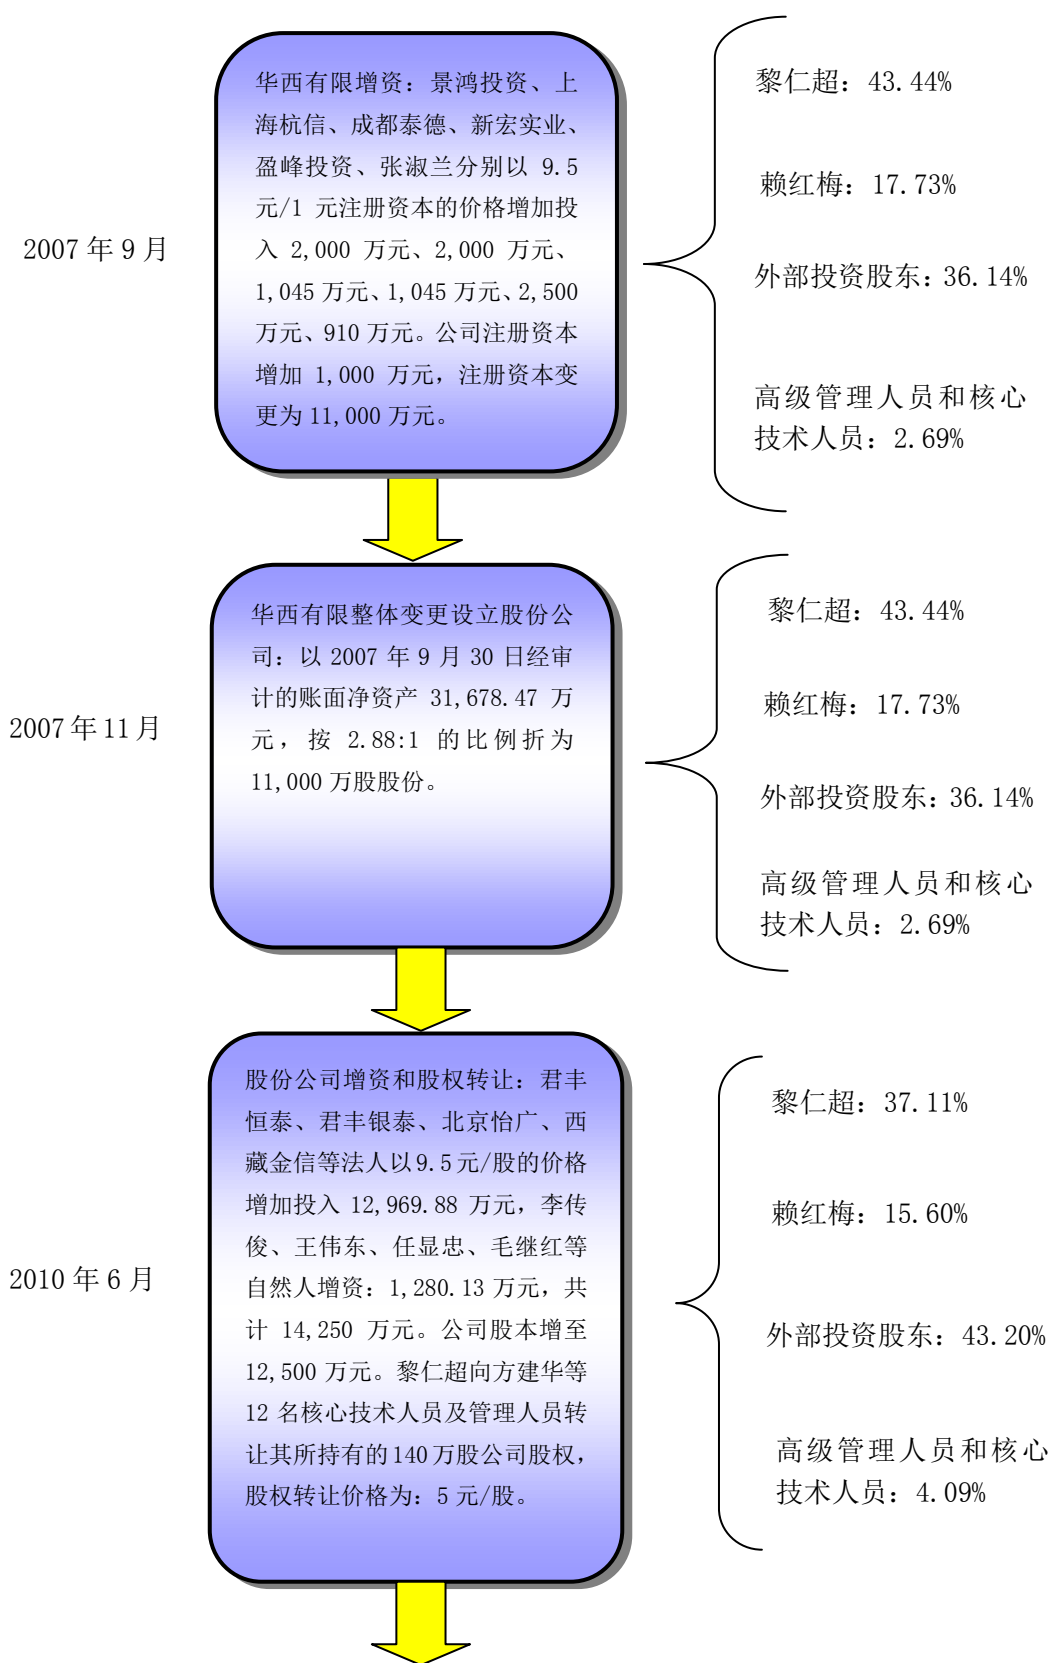 2007 年 9 月
华西有限增资：景鸿投资、上
海杭信、成都泰德、新宏实业、
盈峰投资、张淑兰分别以 9.5
元/1 元注册资本的价格增加投
入 2,000 万元、2,000 万元、
1,045 万元、1,045 万元、2,500
万元、910 万元。公司注册资本
增加 1,000 万元，注册资本变
更为 11,000 万元。
黎仁超：43.44%
赖红梅：17.73%
外部投资股东：36.14%
高级管理人员和核心
技术人员：2.69%
2007 年 11 月
华西有限整体变更设立股份公
司：以 2007 年 9 月 30 日经审
计的账面净资产 31,678.47 万
元，按 2.88:1 的比例折为
11,000 万股股份。
黎仁超：43.44%
赖红梅：17.73%
外部投资股东：36.14%
高级管理人员和核心
技术人员：2.69%
2010 年 6 月
股份公司增资和股权转让：君丰
恒泰、君丰银泰、北京怡广、西
藏金信等法人以 9.5 元/股的价格
增加投入 12,969.88 万元，李传
俊、王伟东、任显忠、毛继红等
自然人增资：1,280.13 万元，共
计 14,250 万元。公司股本增至
12,500 万元。黎仁超向方建华等
12 名核心技术人员及管理人员转
让其所持有的 140 万股公司股权，
股权转让价格为：5 元/股。
黎仁超：37.11%
赖红梅：15.60%
外部投资股东：43.20%
高级管理人员和核心
技术人员：4.09%